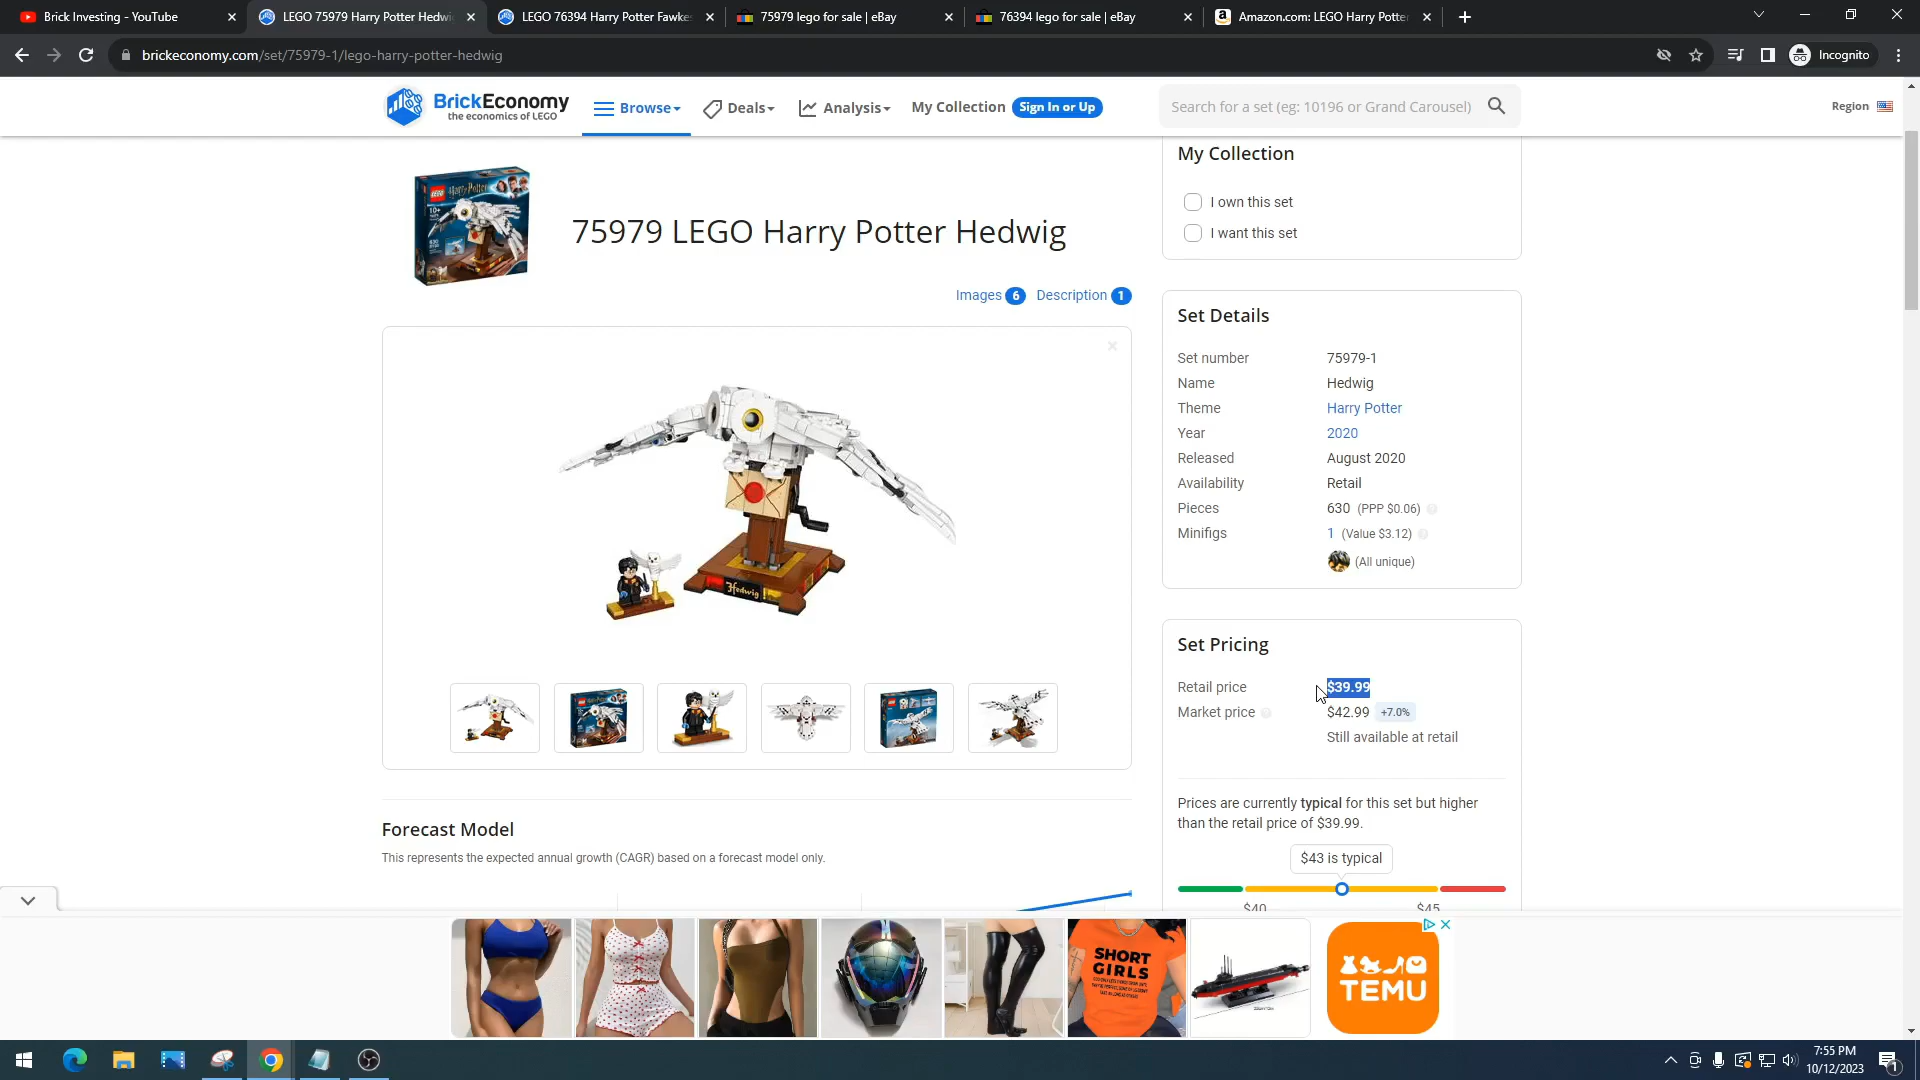 Brick Investing - YouTube
LEGO 75979 Harry Potter Hedwi
LEGO 76394 Harry Potter Fawke
75979 lego for sale | eBay
76394 lego for sale | eBay
Amazon.com: LEGO Harry Potter
brickeconomy.com/set/75979-1/lego-harry-potter-hedwig
Incognito
BrickEconomy
the economics of LEGO
Browse
Deals
Analysis
My Collection
Sign In or Up
Search for a set (eg: 10196 or Grand Carousel)
Region
75979 LEGO Harry Potter Hedwig
Images 6
Description 1
Hedwig
Forecast Model
This represents the expected annual growth (CAGR) based on a forecast model only.
My Collection
I own this set
I want this set
Set Details
Set number 75979-1
Name Hedwig
Theme Harry Potter
Year 2020
Released August 2020
Availability Retail
Pieces 630 (PPP $0.06)
Minifigs 1 (Value $3.12)
(All unique)
Set Pricing
Retail price $39.99
Market price $42.99 +7.0%
Still available at retail
Prices are currently typical for this set but higher
than the retail price of $39.99.
$43 is typical
$40 $45
SHORT
GIRLS
TEMU
7:55 PM
10/12/2023
1